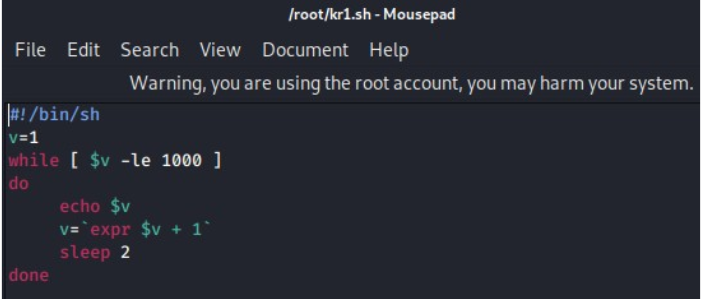 /root/kr1.sh - Mousepad
File Edit Search View Document Help
Warning, you are using the root account, you may harm your system.
#!/bin/sh
v=1
while [ $v -le 1000 ]
do
     echo $v
     v=`expr $v + 1`
     sleep 2
done